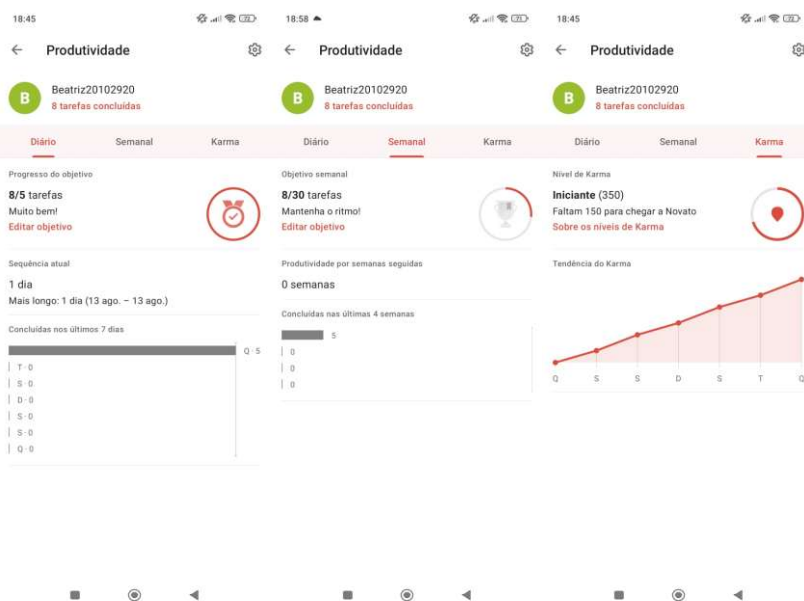 18:45
Produtividade
B
Beatriz20102920
8 tarefas concluídas
Diário Semanal Karma
Progresso do objetivo
8/5 tarefas
Muito bem!
Editar objetivo
Sequência atual
1 dia
Mais longo: 1 dia (13 ago. – 13 ago.)
Concluídas nos últimos 7 dias
Q · 5
T · 0
S · 0
D · 0
S · 0
S · 0
Q · 0
18:58
Produtividade
B
Beatriz20102920
8 tarefas concluídas
Diário Semanal Karma
Objetivo semanal
8/30 tarefas
Mantenha o ritmo!
Editar objetivo
Produtividade por semanas seguidas
0 semanas
Concluídas nas últimas 4 semanas
5
0
0
0
18:45
Produtividade
B
Beatriz20102920
8 tarefas concluídas
Diário Semanal Karma
Nível de Karma
Iniciante (350)
Faltam 150 para chegar a Novato
Sobre os níveis de Karma
Tendência do Karma
Q S S D S T Q